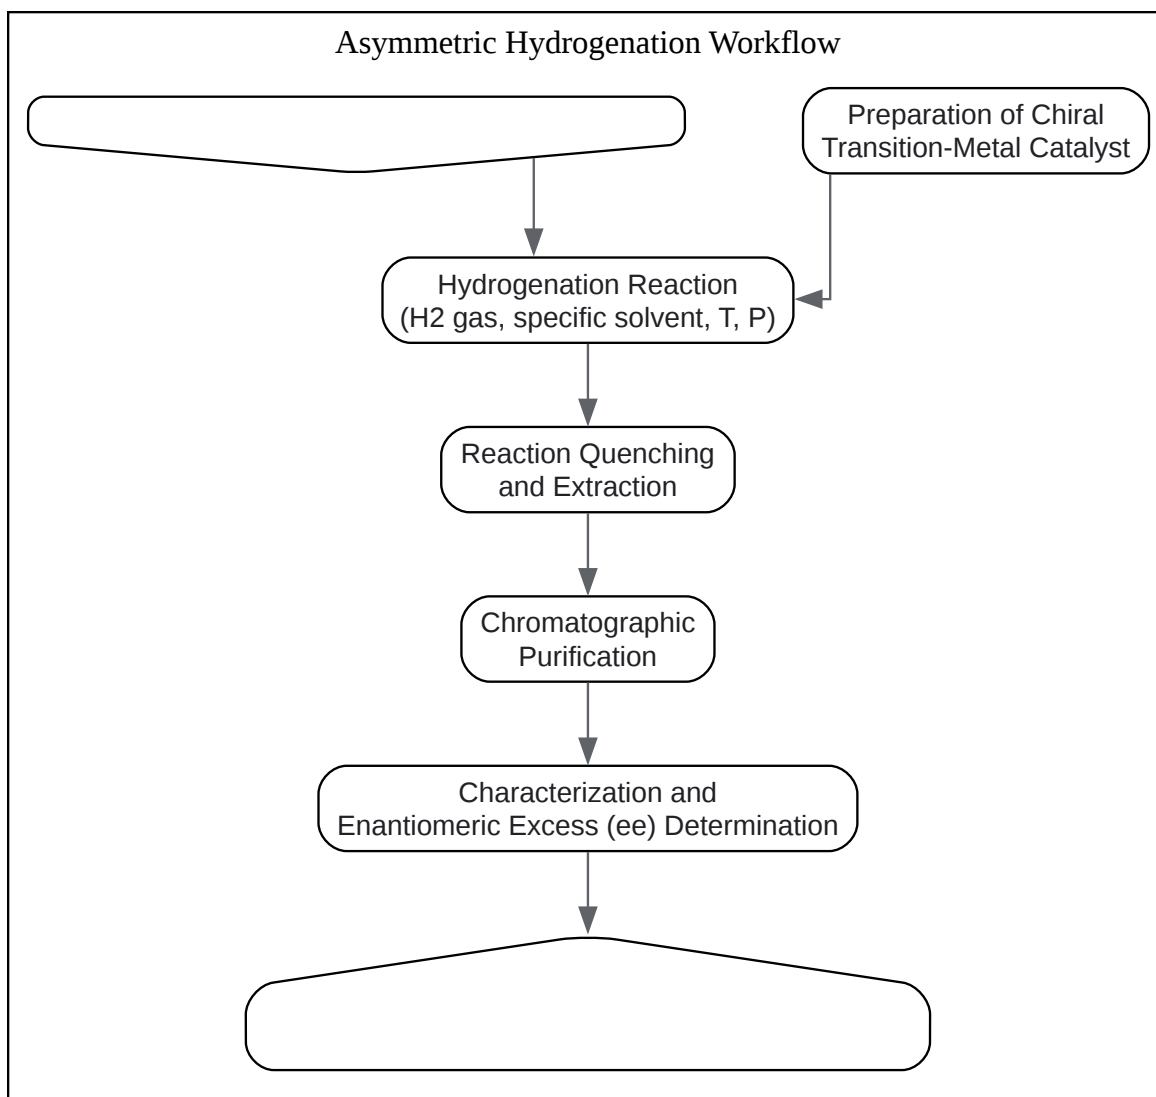 Asymmetric Hydrogenation Workflow
Preparation of Chiral
Transition-Metal Catalyst
Hydrogenation Reaction
(H2 gas, specific solvent, T, P)
Reaction Quenching
and Extraction
Chromatographic
Purification
Characterization and
Enantiomeric Excess (ee) Determination